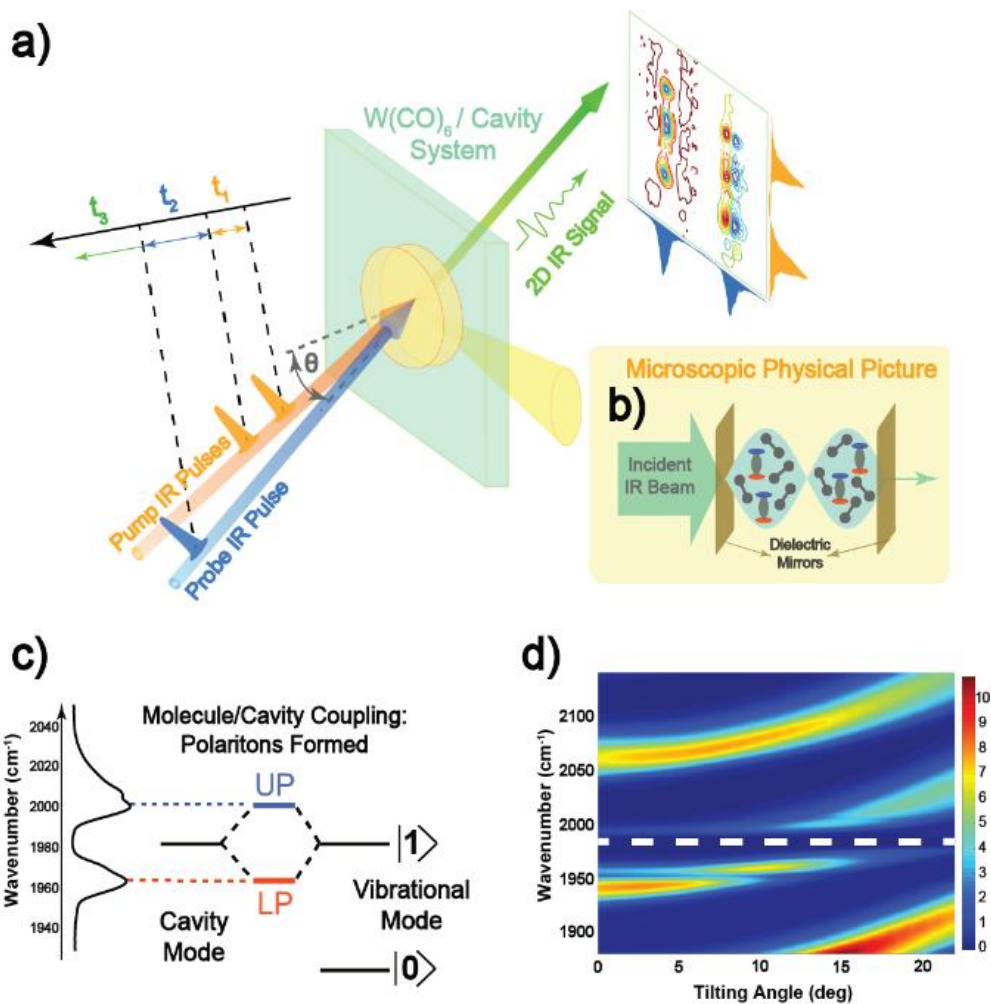 a)
W(CO)6 / Cavity
System
t3
t2
t1
2D IR Signal
θ
Pump IR Pulses
Probe IR Pulse
Microscopic Physical Picture
b)
Incident
IR Beam
Dielectric
Mirrors
c)
Wavenumber (cm-1)
2040
2020
2000
1980
1960
1940
Molecule/Cavity Coupling:
Polaritons Formed
UP
LP
Cavity
Mode
|1⟩
Vibrational
Mode
|0⟩
d)
Wavenumber (cm-1)
2100
2050
2000
1950
1900
0
5
10
15
20
Tilting Angle (deg)
10
9
8
7
6
5
4
3
2
1
0